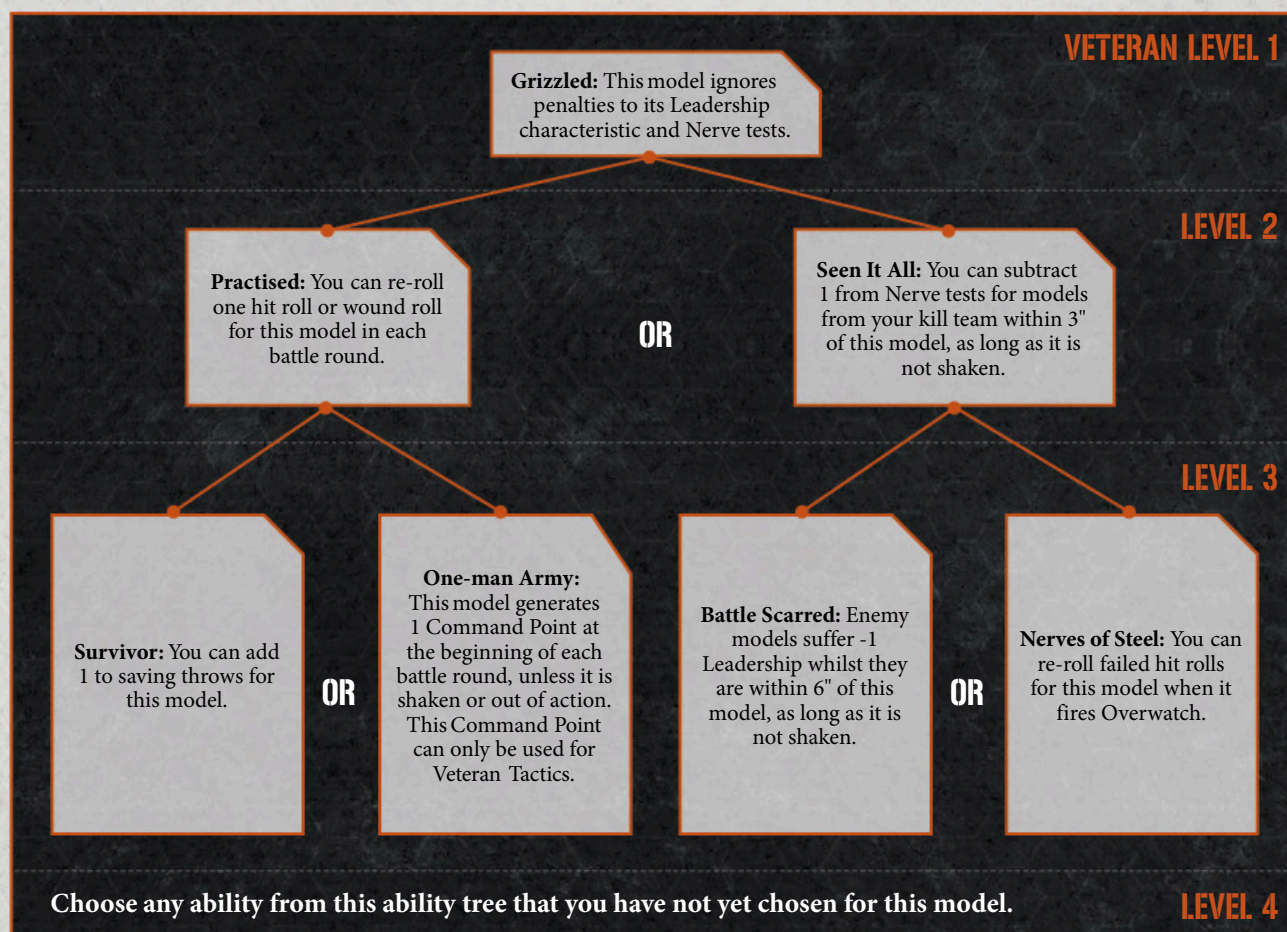 VETERAN LEVEL 1
Grizzled: This model ignores
penalties to its Leadership
characteristic and Nerve tests.
LEVEL 2
Practised: You can re-roll
one hit roll or wound roll
for this model in each
battle round.
OR
Seen It All: You can subtract
1 from Nerve tests for models
from your kill team within 3"
of this model, as long as it is
not shaken.
LEVEL 3
Survivor: You can add
1 to saving throws for
this model.
OR
One-man Army:
This model generates
1 Command Point at
the beginning of each
battle round, unless it is
shaken or out of action.
This Command Point
can only be used for
Veteran Tactics.
Battle Scarred: Enemy
models suffer -1
Leadership whilst they
are within 6" of this
model, as long as it is
not shaken.
OR
Nerves of Steel: You can
re-roll failed hit rolls
for this model when it
fires Overwatch.
Choose any ability from this ability tree that you have not yet chosen for this model.
LEVEL 4